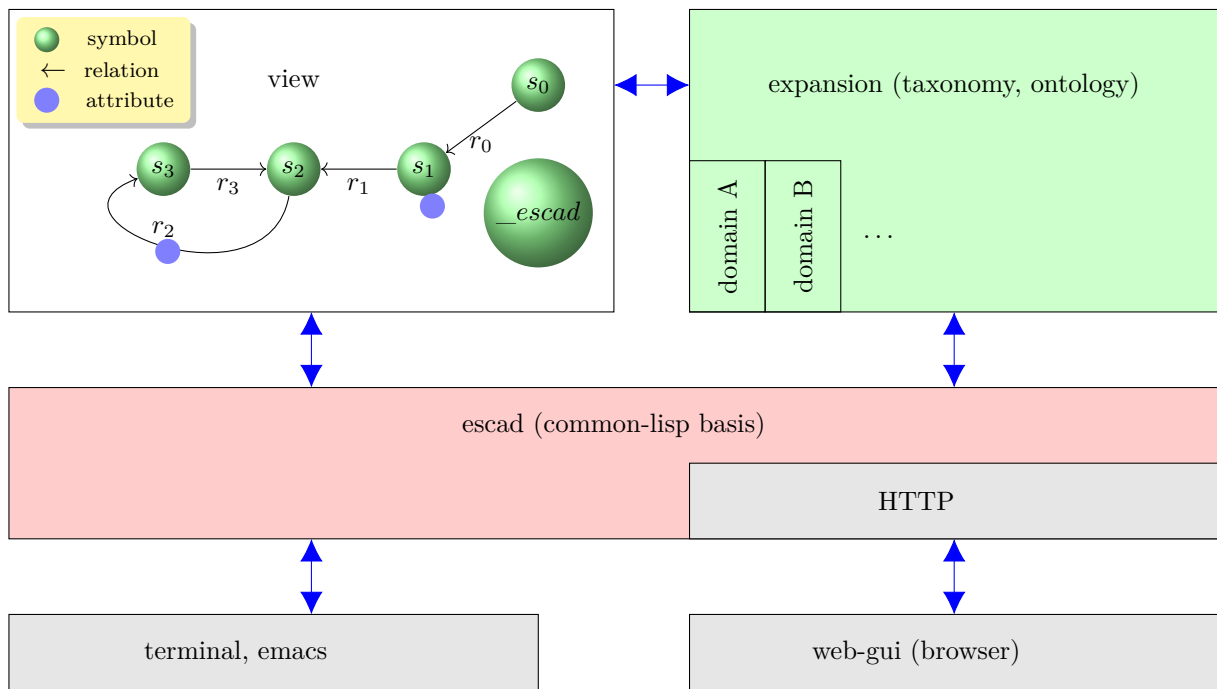 symbol
← relation
attribute
view
s₀
r₀
s₃
r₃
s₂
r₁
s₁
_escad
r₂
expansion (taxonomy, ontology)
domain A
domain B
...
escad (common-lisp basis)
HTTP
terminal, emacs
web-gui (browser)